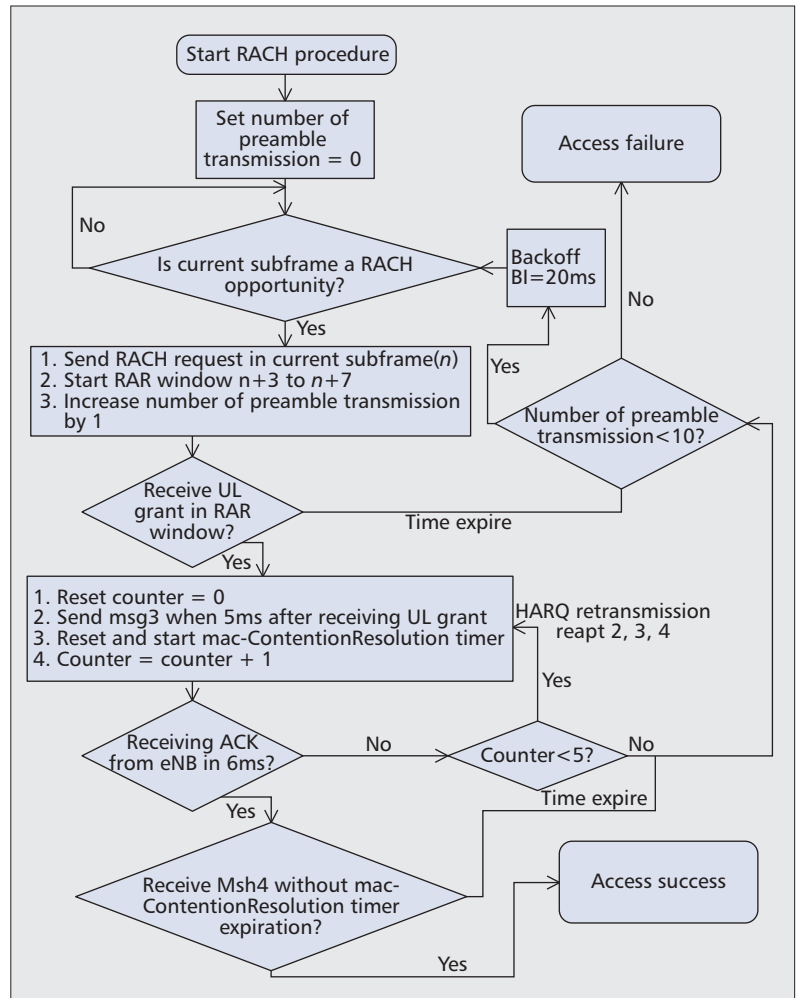 Start RACH procedure
Set number of
preamble
transmission = 0
Access failure
No
Is current subframe a RACH
opportunity?
Backoff
BI=20ms
No
Yes
Yes
1. Send RACH request in current subframe(n)
2. Start RAR window n+3 to n+7
3. Increase number of preamble transmission
by 1
Number of preamble
transmission<10?
Receive UL
grant in RAR
window?
Time expire
Yes
1. Reset counter = 0
2. Send msg3 when 5ms after receiving UL grant
3. Reset and start mac-ContentionResolution timer
4. Counter = counter + 1
HARQ retransmission
reapt 2, 3, 4
Yes
Receiving ACK
from eNB in 6ms?
No
Counter<5?
No
Time expire
Yes
Receive Msh4 without mac-
ContentionResolution timer
expiration?
Access success
Yes